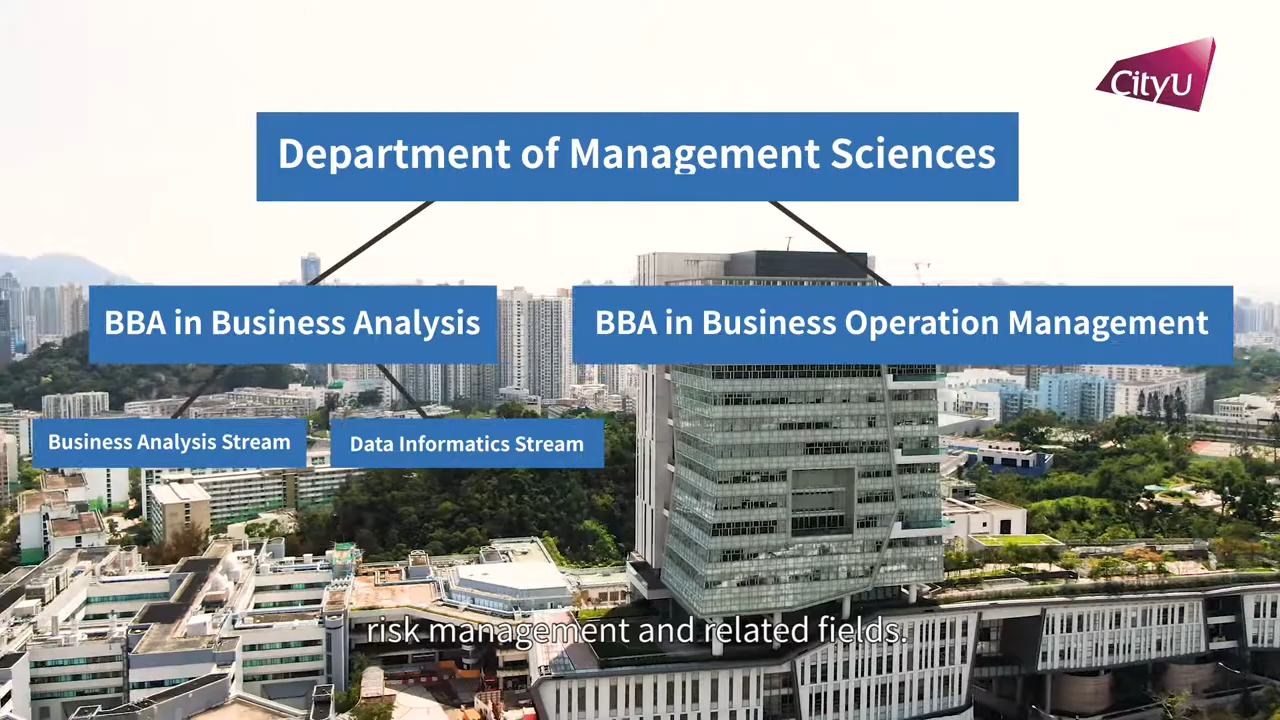 CityU
Department of Management Sciences
BBA in Business Analysis
BBA in Business Operation Management
Business Analysis Stream
Data Informatics Stream
risk management and related fields.